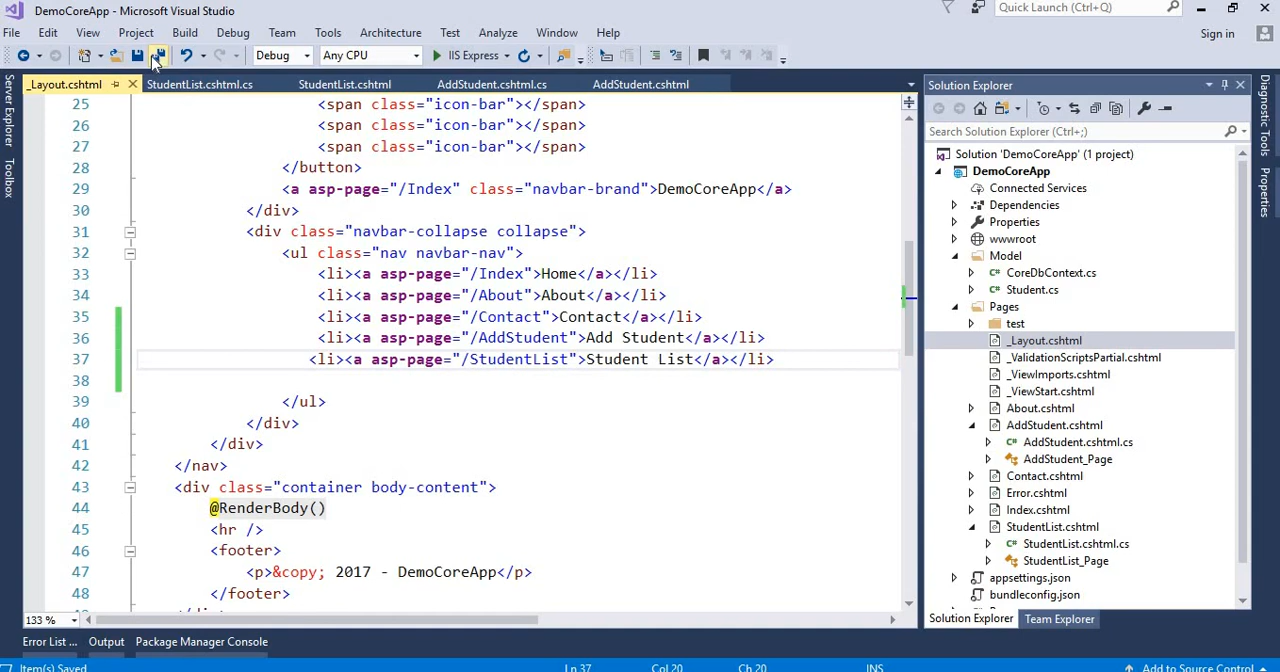 DemoCoreApp - Microsoft Visual Studio
Quick Launch (Ctrl+Q)
File Edit View Project Build Debug Team Tools Architecture Test Analyze Window Help
Sign in
Debug Any CPU IIS Express
_Layout.cshtml StudentList.cshtml.cs StudentList.cshtml AddStudent.cshtml.cs AddStudent.cshtml
Server Explorer
Toolbox
25 <span class="icon-bar"></span>
26 <span class="icon-bar"></span>
27 <span class="icon-bar"></span>
28 </button>
29 <a asp-page="/Index" class="navbar-brand">DemoCoreApp</a>
30 </div>
31 <div class="navbar-collapse collapse">
32 <ul class="nav navbar-nav">
33 <li><a asp-page="/Index">Home</a></li>
34 <li><a asp-page="/About">About</a></li>
35 <li><a asp-page="/Contact">Contact</a></li>
36 <li><a asp-page="/AddStudent">Add Student</a></li>
37 <li><a asp-page="/StudentList">Student List</a></li>
38
39 </ul>
40 </div>
41 </div>
42 </nav>
43 <div class="container body-content">
44 @RenderBody()
45 <hr />
46 <footer>
47 <p>&copy; 2017 - DemoCoreApp</p>
48 </footer>
133 %
Solution Explorer
Search Solution Explorer (Ctrl+;)
Solution 'DemoCoreApp' (1 project)
DemoCoreApp
Connected Services
Dependencies
Properties
wwwroot
Model
CoreDbContext.cs
Student.cs
Pages
test
_Layout.cshtml
_ValidationScriptsPartial.cshtml
_ViewImports.cshtml
_ViewStart.cshtml
About.cshtml
AddStudent.cshtml
AddStudent.cshtml.cs
AddStudent_Page
Contact.cshtml
Error.cshtml
Index.cshtml
StudentList.cshtml
StudentList.cshtml.cs
StudentList_Page
appsettings.json
bundleconfig.json
Solution Explorer Team Explorer
Diagnostic Tools
Properties
Error List ... Output Package Manager Console
Item(s) Saved Ln 37 Col 20 Ch 20 INS Add to Source Control